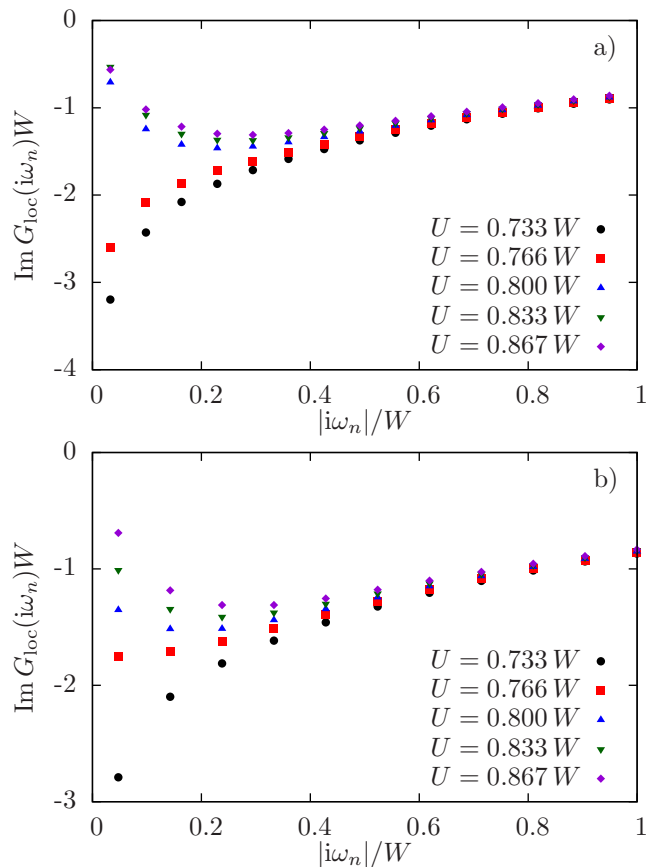 0
a)
-1
-2
-3
-4
Im G_loc(iω_n)W
U = 0.733 W
U = 0.766 W
U = 0.800 W
U = 0.833 W
U = 0.867 W
0 0.2 0.4 0.6 0.8 1
|iω_n|/W
0
b)
-1
-2
-3
Im G_loc(iω_n)W
U = 0.733 W
U = 0.766 W
U = 0.800 W
U = 0.833 W
U = 0.867 W
0 0.2 0.4 0.6 0.8 1
|iω_n|/W